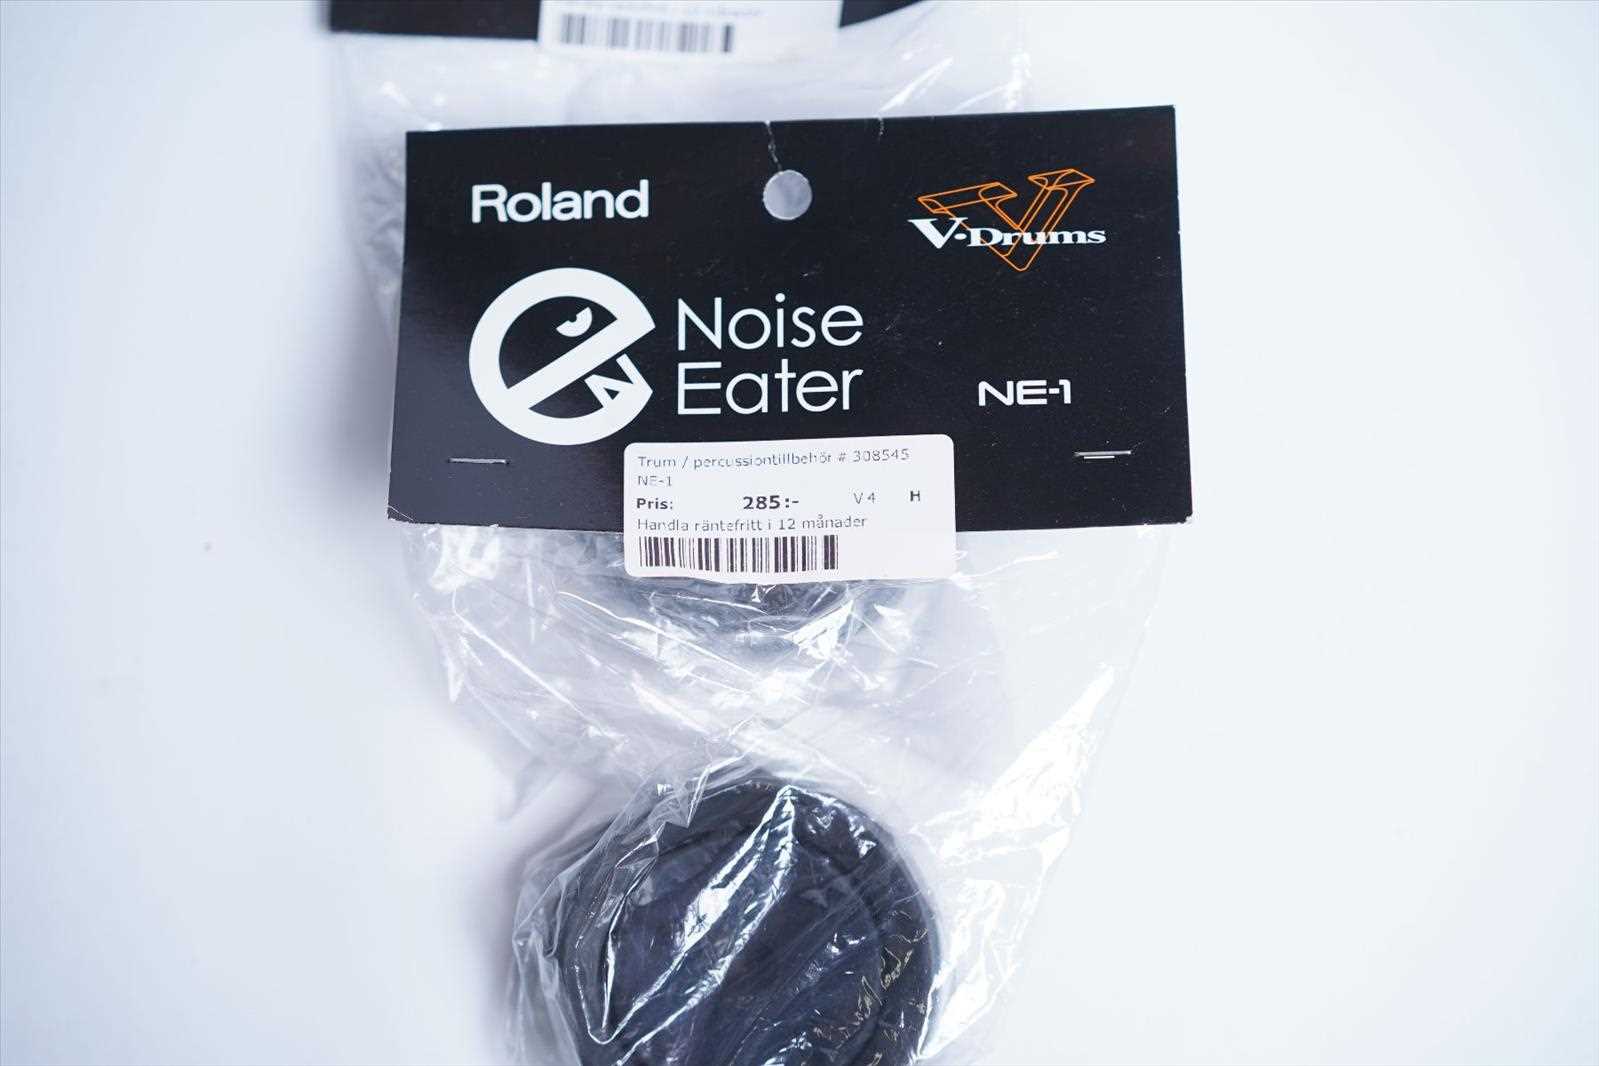 Roland
V-Drums
Noise
Eater
NE-1
Trum / percussiontillbehör # 308545
NE-1
Pris: 285:- V 4 H
Handla räntefritt i 12 månader